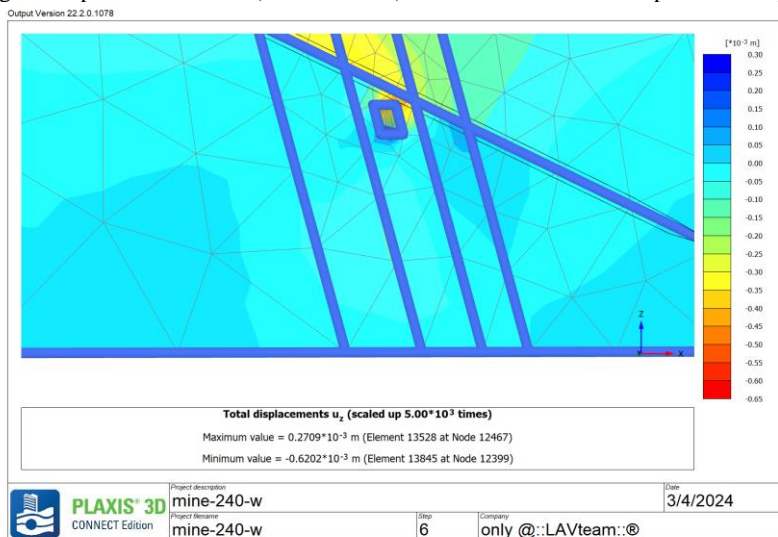 Output Version 22.2.0.1078
[*10-3 m]
0.30
0.25
0.20
0.15
0.10
0.05
0.00
-0.05
-0.10
-0.15
-0.20
-0.25
-0.30
-0.35
-0.40
-0.45
-0.50
-0.55
-0.60
-0.65
Z
Y
X
Total displacements uz (scaled up 5.00*103 times)
Maximum value = 0.2709*10-3 m (Element 13528 at Node 12467)
Minimum value = -0.6202*10-3 m (Element 13845 at Node 12399)
PLAXIS® 3D
CONNECT Edition
Project description
mine-240-w
Date
3/4/2024
Project filename
mine-240-w
Step
6
Company
only @::LAVteam::®